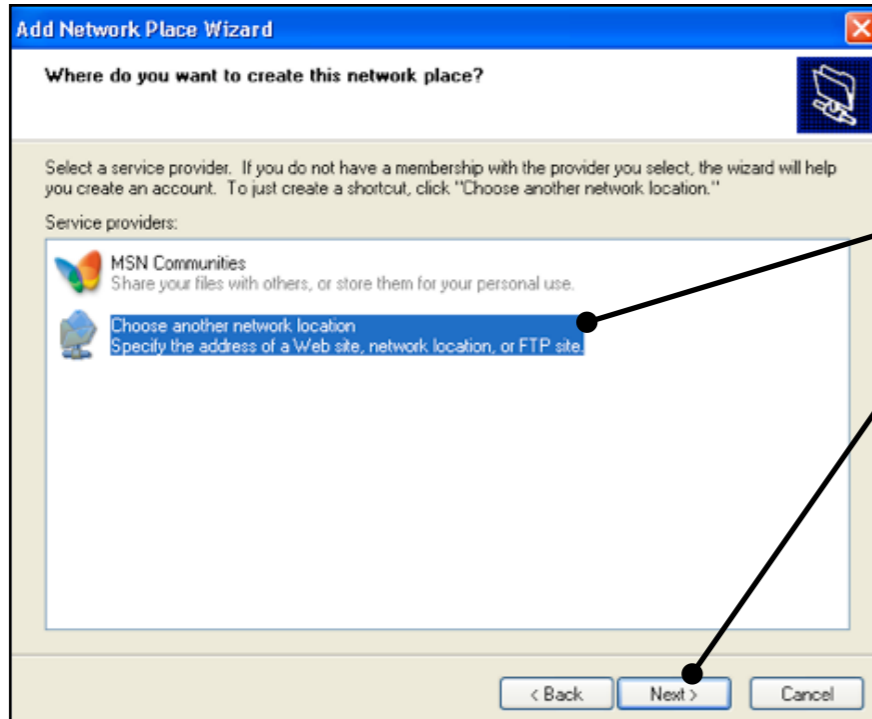 Add Network Place Wizard
Where do you want to create this network place?
Select a service provider. If you do not have a membership with the provider you select, the wizard will help
you create an account. To just create a shortcut, click "Choose another network location."
Service providers:
MSN Communities
Share your files with others, or store them for your personal use.
Choose another network location
Specify the address of a Web site, network location, or FTP site.
< Back Next > Cancel